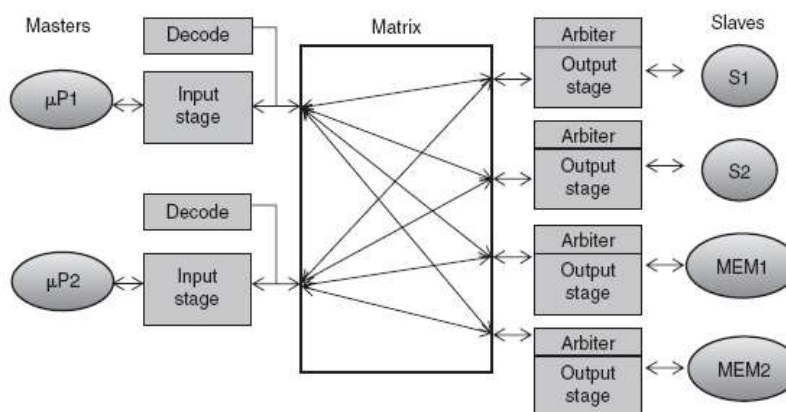 Masters
Matrix
Slaves
Decode
µP1
Input
stage
Decode
µP2
Input
stage
Arbiter
Output
stage
S1
Arbiter
Output
stage
S2
Arbiter
Output
stage
MEM1
Arbiter
Output
stage
MEM2